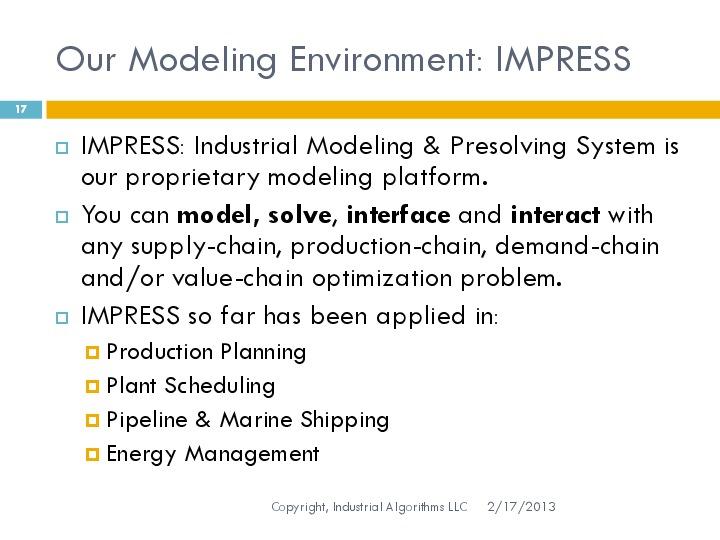 Our Modeling Environment: IMPRESS
17
IMPRESS: Industrial Modeling & Presolving System is
our proprietary modeling platform.
You can model, solve, interface and interact with
any supply-chain, production-chain, demand-chain
and/or value-chain optimization problem.
IMPRESS so far has been applied in:
Production Planning
Plant Scheduling
Pipeline & Marine Shipping
Energy Management
Copyright, Industrial Algorithms LLC 2/17/2013